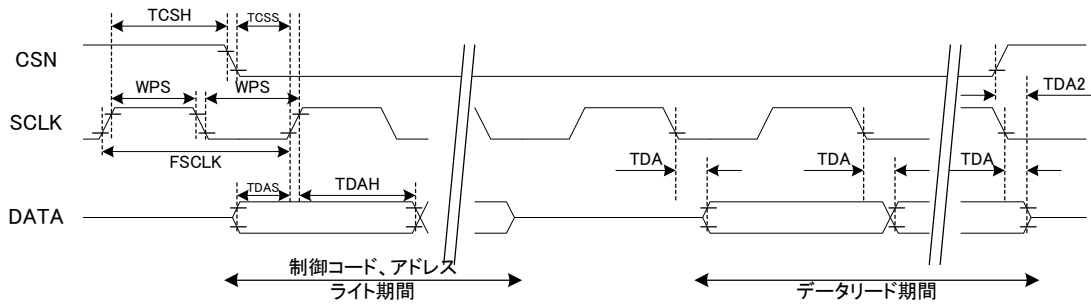 TCSH
TCSS
CSN
WPS
WPS
TDA2
SCLK
FSCLK
TDA
TDA
TDA
TDAS
TDAH
DATA
制御コード、アドレス
ライト期間
データリード期間